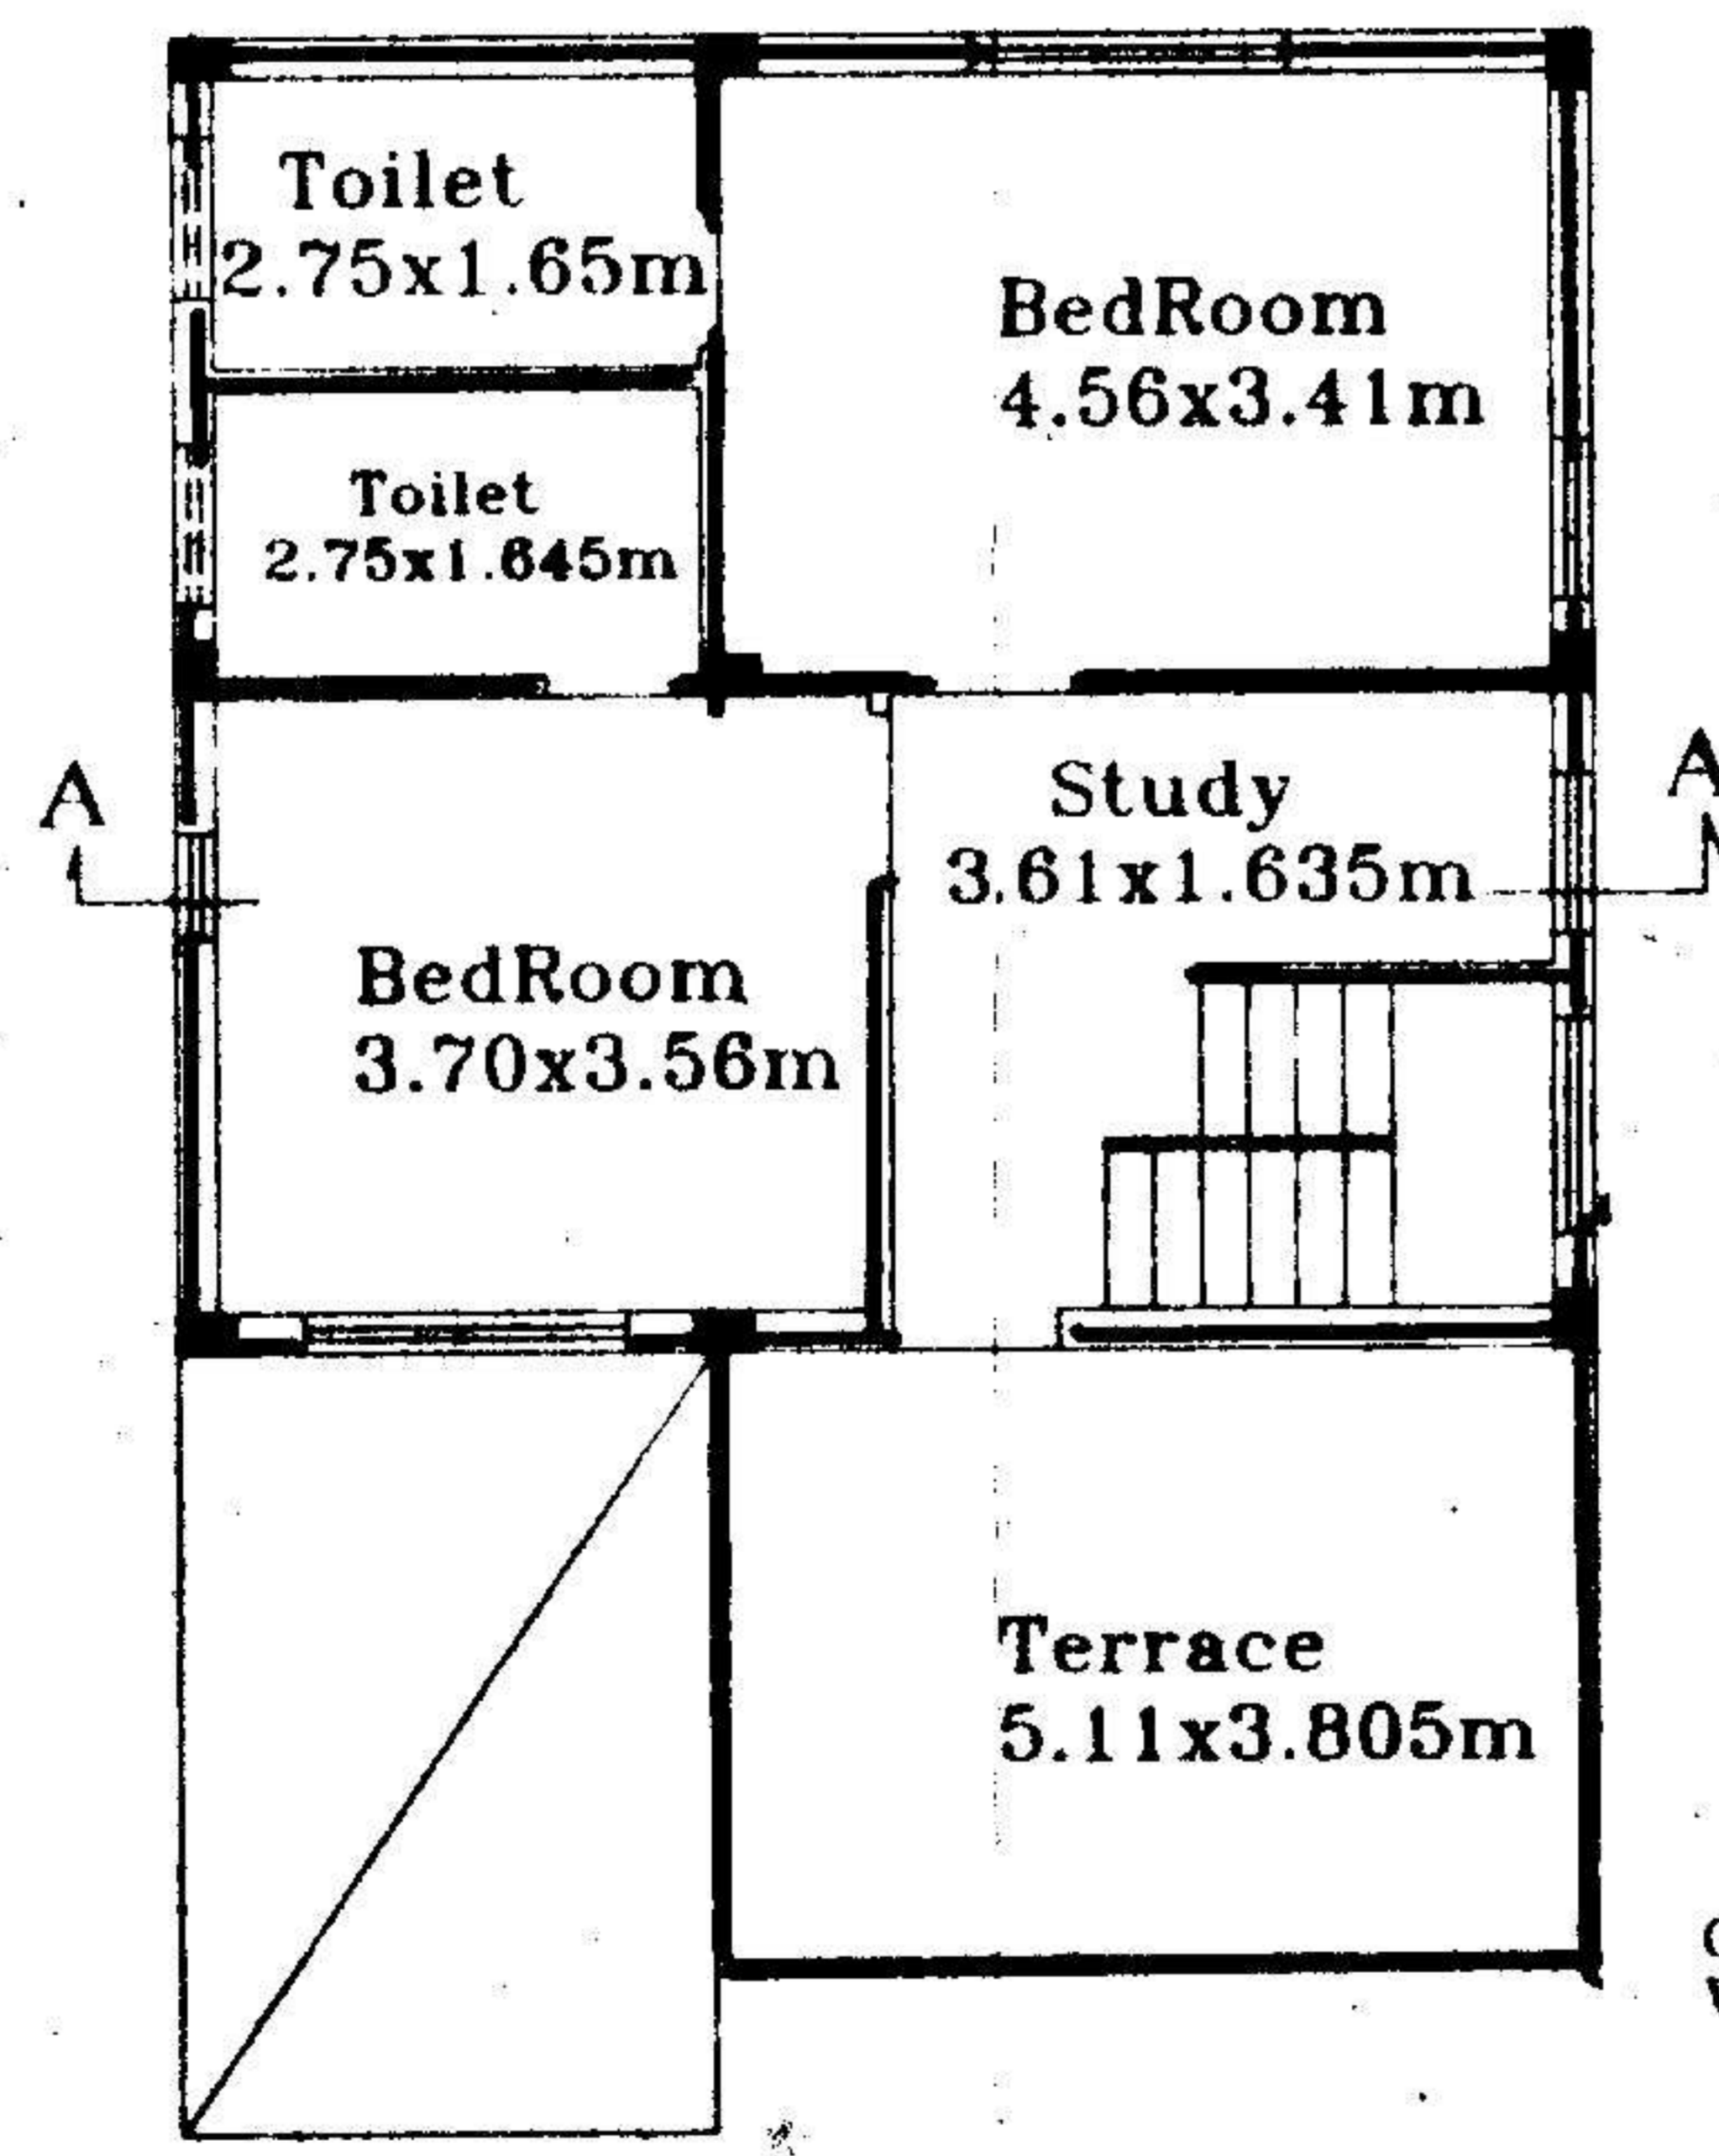 Toilet
2.75x1.65m
BedRoom
4.56x3.41m
Toilet
2.75x1.645m
A
A
Study
3.61x1.635m
BedRoom
3.70x3.56m
Terrace
5.11x3.805m